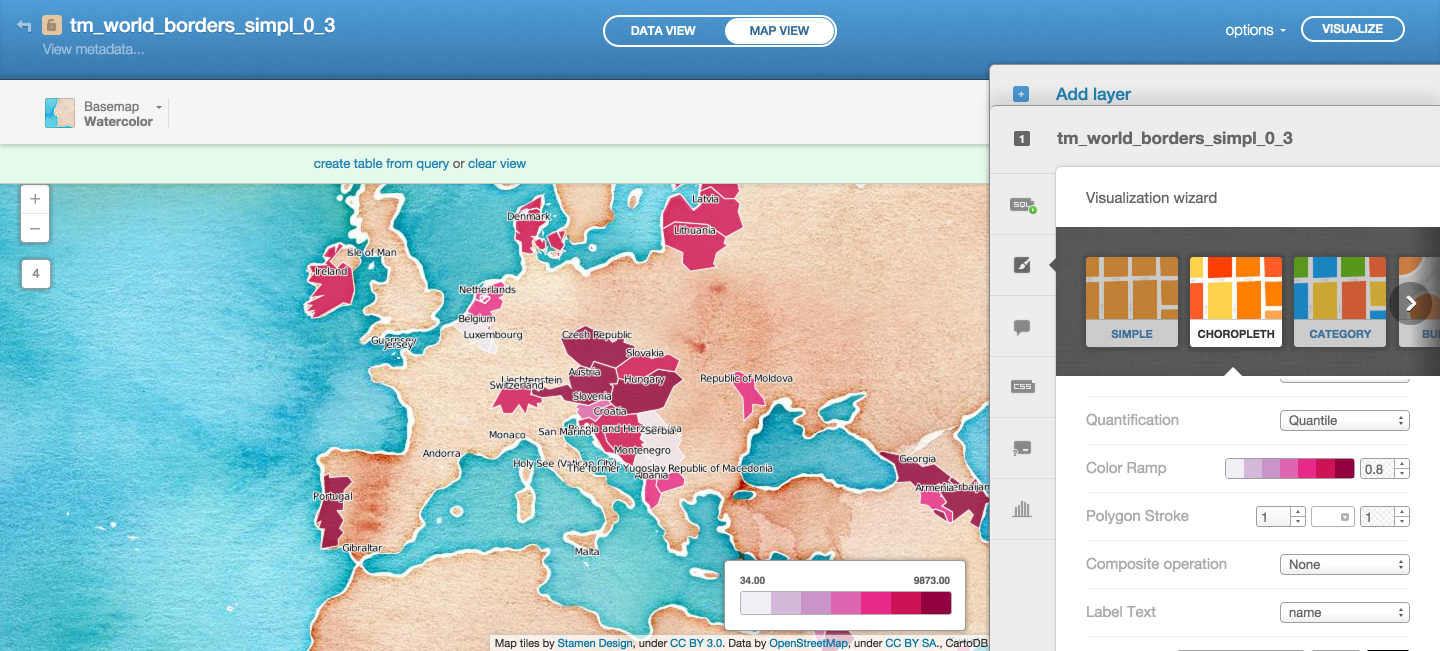 tm_world_borders_simpl_0_3
View metadata...
DATA VIEW
MAP VIEW
options
VISUALIZE
Basemap
Watercolor
create table from query or clear view
+
−
4
Latvia
Denmark
Lithuania
Isle of Man
Ireland
Netherlands
Belgium
Luxembourg
Guernsey
Jersey
Czech Republic
Slovakia
Austria
Liechtenstein
Switzerland
Hungary
Republic of Moldova
Slovenia
Croatia
San Marino
Bosnia and Herzegovina
Serbia
Monaco
Montenegro
Andorra
Georgia
Holy See (Vatican City)
The former Yugoslav Republic of Macedonia
Albania
Armenia
Portugal
Gibraltar
Malta
34.00
9873.00
Map tiles by Stamen Design, under CC BY 3.0. Data by OpenStreetMap, under CC BY SA., CartoDB
+
Add layer
1
tm_world_borders_simpl_0_3
SQL
CSS
Visualization wizard
SIMPLE
CHOROPLETH
CATEGORY
BU
Quantification
Quantile
Color Ramp
0.8
Polygon Stroke
1
1
Composite operation
None
Label Text
name